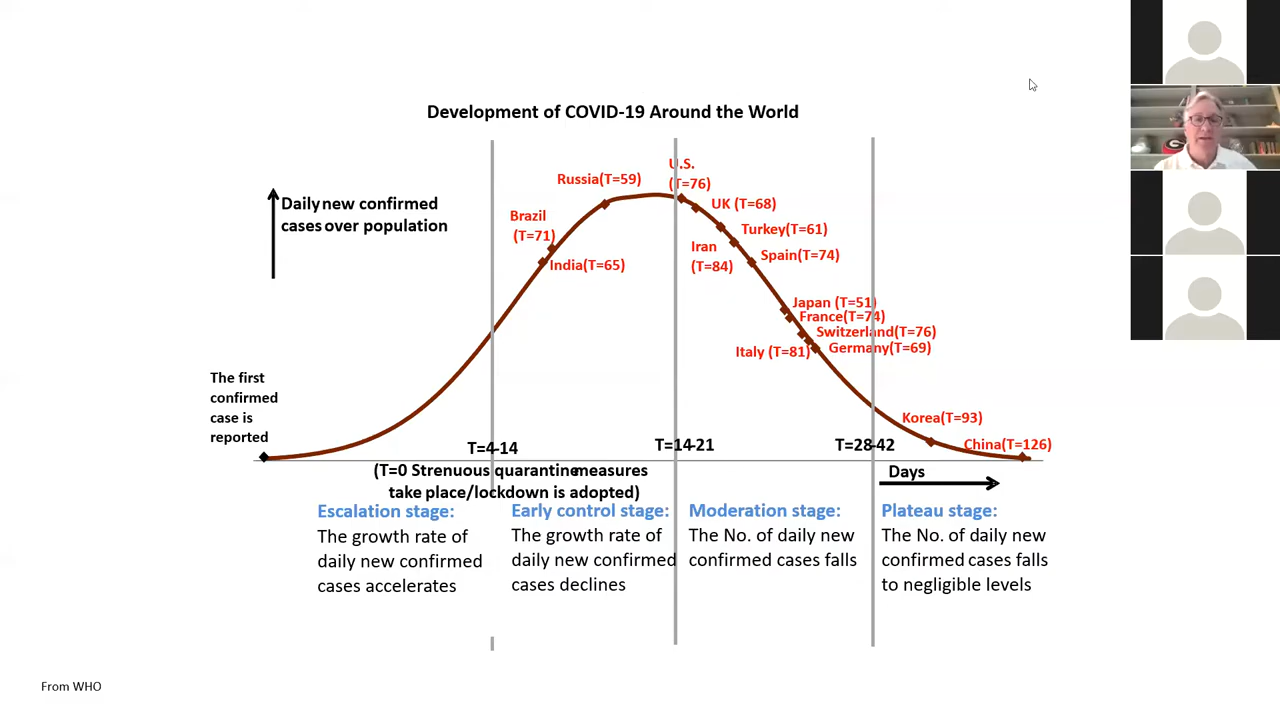 Development of COVID-19 Around the World
Daily new confirmed
cases over population
Russia(T=59)
U.S.
(T=76)
Brazil
(T=71)
UK (T=68)
Turkey(T=61)
Iran
(T=84)
Spain(T=74)
India(T=65)
Japan (T=51)
France(T=74)
Switzerland(T=76)
Italy (T=81)
Germany(T=69)
The first
confirmed
case is
reported
Korea(T=93)
China(T=126)
T=4-14
T=14-21
T=28-42
(T=0 Strenuous quarantine measures
take place/lockdown is adopted)
Days
Escalation stage:
The growth rate of
daily new confirmed
cases accelerates
Early control stage:
The growth rate of
daily new confirmed
cases declines
Moderation stage:
The No. of daily new
confirmed cases falls
Plateau stage:
The No. of daily new
confirmed cases falls
to negligible levels
From WHO